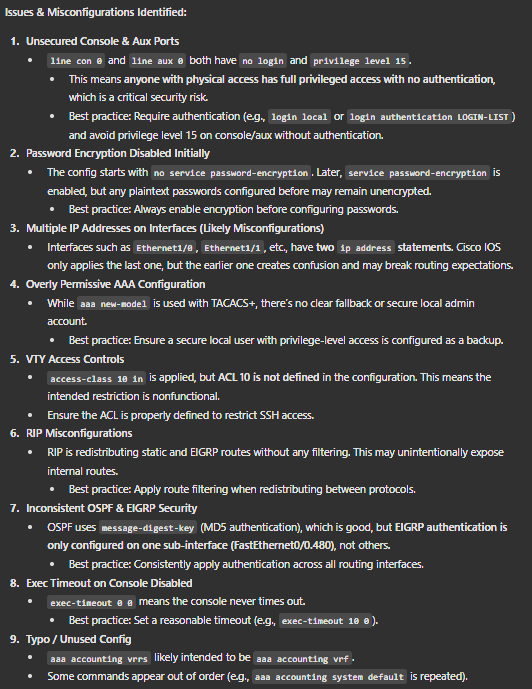 Issues & Misconfigurations Identified:
1. Unsecured Console & Aux Ports
• line con 0 and line aux 0 both have no login and privilege level 15.
• This means anyone with physical access has full privileged access with no authentication,
which is a critical security risk.
• Best practice: Require authentication (e.g., login local or login authentication LOGIN-LIST)
and avoid privilege level 15 on console/aux without authentication.
2. Password Encryption Disabled Initially
• The config starts with no service password-encryption. Later, service password-encryption is
enabled, but any plaintext passwords configured before may remain unencrypted.
• Best practice: Always enable encryption before configuring passwords.
3. Multiple IP Addresses on Interfaces (Likely Misconfigurations)
• Interfaces such as Ethernet1/0, Ethernet1/1, etc., have two ip address statements. Cisco IOS
only applies the last one, but the earlier one creates confusion and may break routing expectations.
4. Overly Permissive AAA Configuration
• While aaa new-model is used with TACACS+, there's no clear fallback or secure local admin
account.
• Best practice: Ensure a secure local user with privilege-level access is configured as a backup.
5. VTY Access Controls
• access-class 10 in is applied, but ACL 10 is not defined in the configuration. This means the
intended restriction is nonfunctional.
• Ensure the ACL is properly defined to restrict SSH access.
6. RIP Misconfigurations
• RIP is redistributing static and EIGRP routes without any filtering. This may unintentionally expose
internal routes.
• Best practice: Apply route filtering when redistributing between protocols.
7. Inconsistent OSPF & EIGRP Security
• OSPF uses message-digest-key (MD5 authentication), which is good, but EIGRP authentication is
only configured on one sub-interface (FastEthernet0/0.480), not others.
• Best practice: Consistently apply authentication across all routing interfaces.
8. Exec Timeout on Console Disabled
• exec-timeout 0 0 means the console never times out.
• Best practice: Set a reasonable timeout (e.g., exec-timeout 10 0).
9. Typo / Unused Config
• aaa accounting vrrs likely intended to be aaa accounting vrf.
• Some commands appear out of order (e.g., aaa accounting system default is repeated).